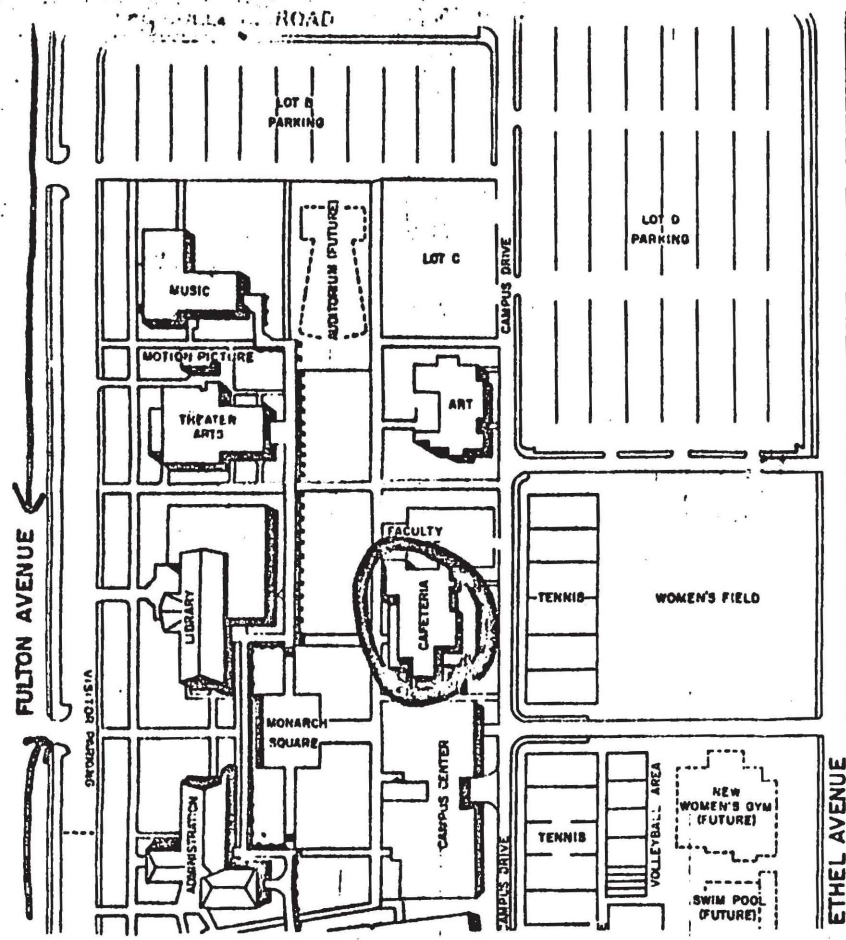 ROAD
LOT B
PARKING
LOT D
PARKING
LOT C
CAMPUS DRIVE
AUDITORIUM (FUTURE)
MUSIC
MOTION PICTURE
THEATER
ARTS
ART
FULTON AVENUE
FACULTY
CAFETERIA
LIBRARY
TENNIS
WOMEN'S FIELD
VISITOR PARKING
MONARCH
SQUARE
CAMPUS CENTER
ADMINISTRATION
CAMPUS DRIVE
TENNIS
VOLLEYBALL AREA
NEW
WOMEN'S GYM
(FUTURE)
SWIM POOL
(FUTURE)
ETHEL AVENUE